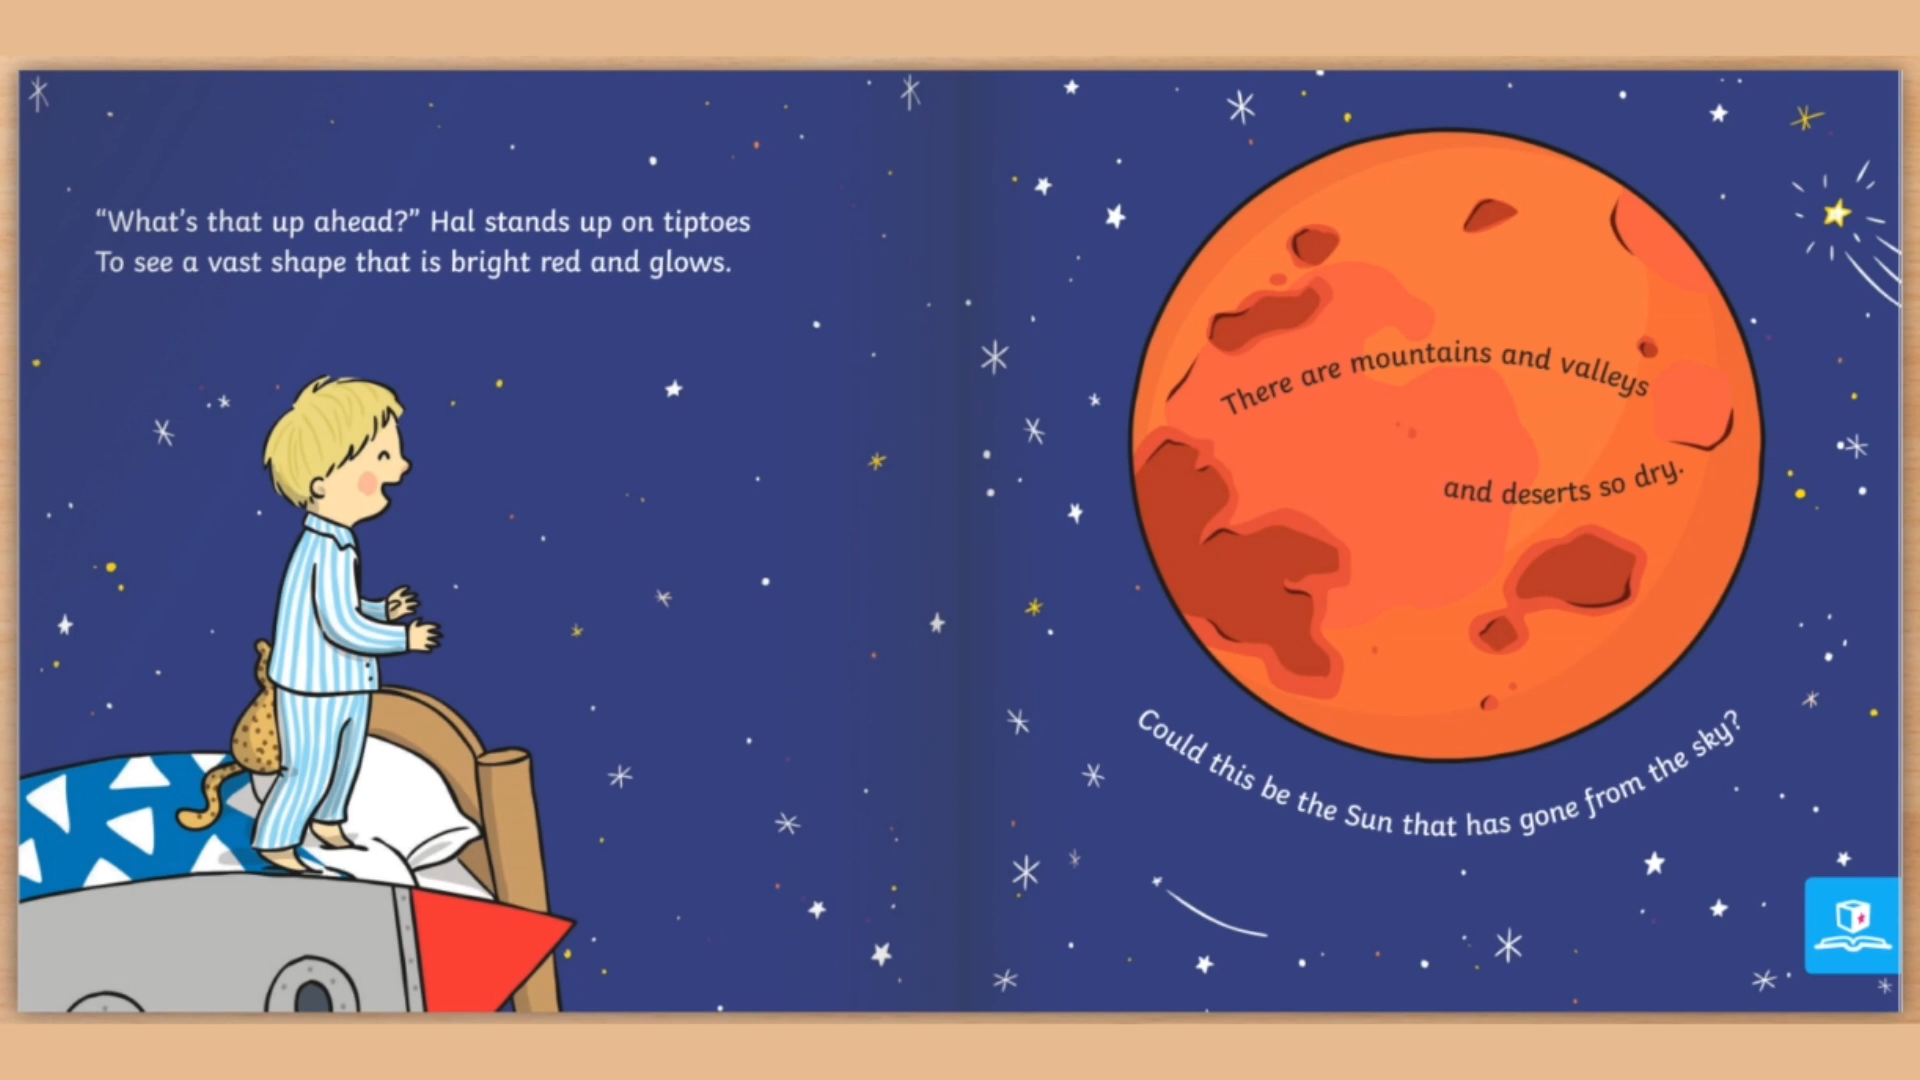 “What’s that up ahead?” Hal stands up on tiptoes
To see a vast shape that is bright red and glows.
There are mountains and valleys
and deserts so dry.
Could this be the Sun that has gone from the sky?